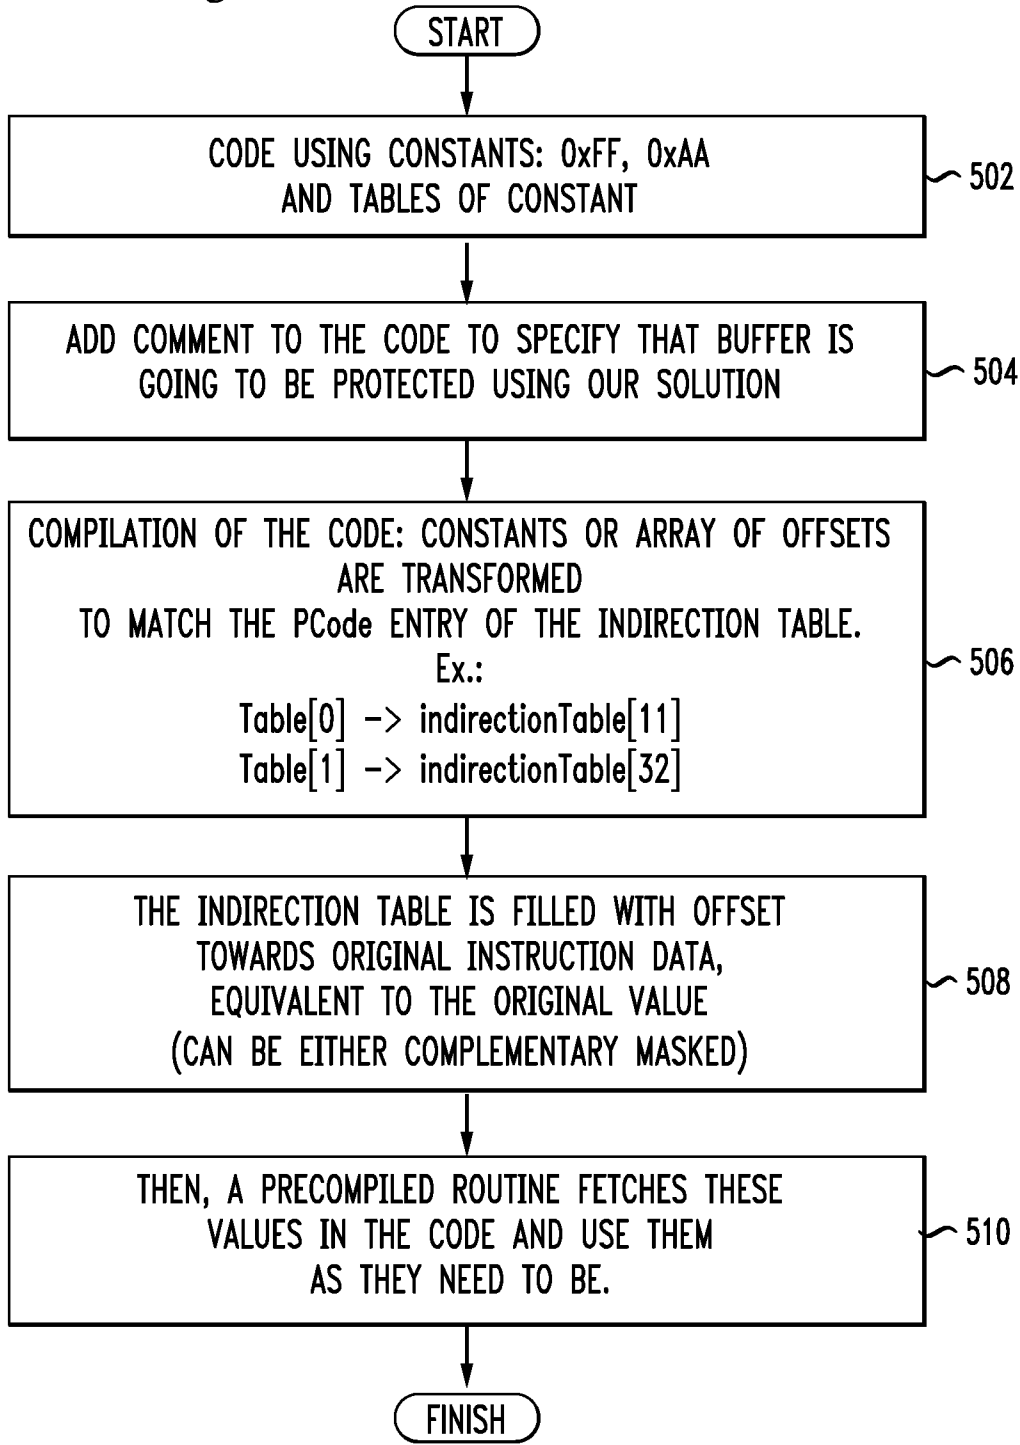 START
CODE USING CONSTANTS: 0xFF, 0xAA
AND TABLES OF CONSTANT
502
ADD COMMENT TO THE CODE TO SPECIFY THAT BUFFER IS
GOING TO BE PROTECTED USING OUR SOLUTION
504
COMPILATION OF THE CODE: CONSTANTS OR ARRAY OF OFFSETS
ARE TRANSFORMED
TO MATCH THE PCode ENTRY OF THE INDIRECTION TABLE.
Ex.:
Table[0] -> indirectionTable[11]
Table[1] -> indirectionTable[32]
506
THE INDIRECTION TABLE IS FILLED WITH OFFSET
TOWARDS ORIGINAL INSTRUCTION DATA,
EQUIVALENT TO THE ORIGINAL VALUE
(CAN BE EITHER COMPLEMENTARY MASKED)
508
THEN, A PRECOMPILED ROUTINE FETCHES THESE
VALUES IN THE CODE AND USE THEM
AS THEY NEED TO BE.
510
FINISH